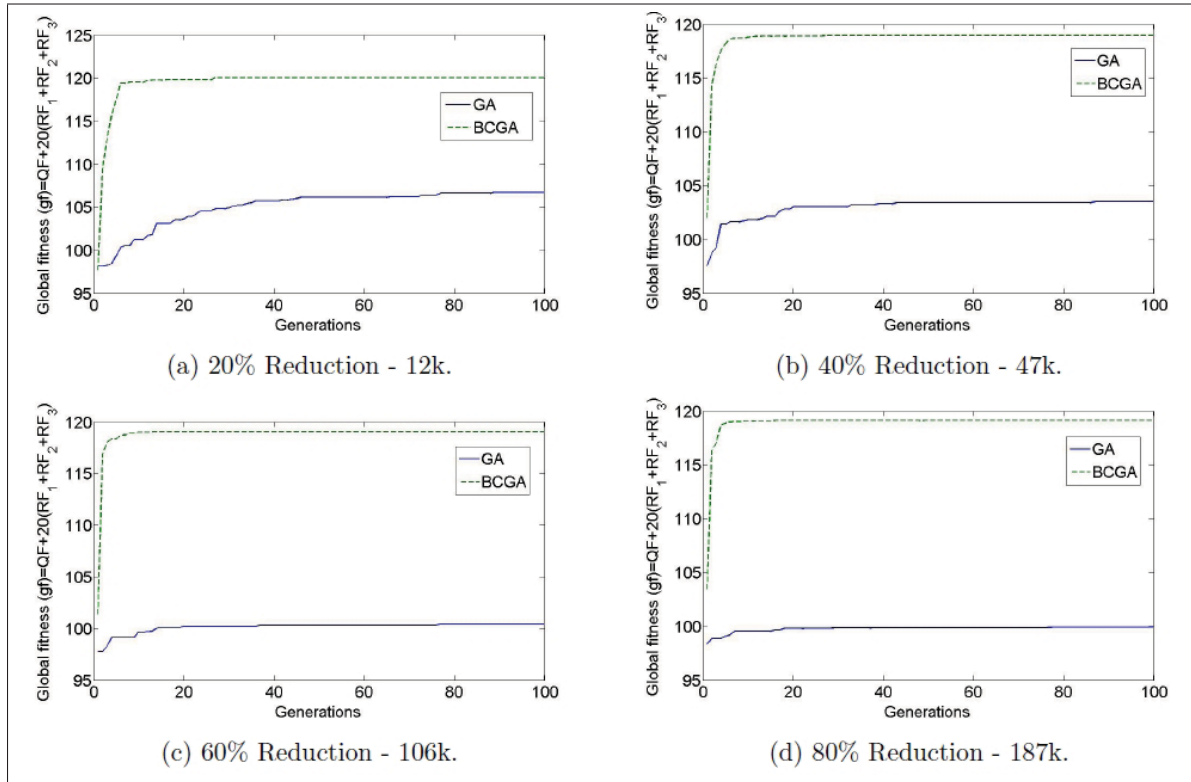 Global fitness (gf)=QF+20(RF₁+RF₂+RF₃)
125
120
115
110
105
100
95
0
20
40
60
80
100
Generations
GA
BCGA
(a) 20% Reduction - 12k.
Global fitness (gf)=QF+20(RF₁+RF₂+RF₃)
120
115
110
105
100
95
0
20
40
60
80
100
Generations
GA
BCGA
(b) 40% Reduction - 47k.
Global fitness (gf)=QF+20(RF₁+RF₂+RF₃)
120
115
110
105
100
95
0
20
40
60
80
100
Generations
GA
BCGA
(c) 60% Reduction - 106k.
Global fitness (gf)=QF+20(RF₁+RF₂+RF₃)
120
115
110
105
100
95
0
20
40
60
80
100
Generations
GA
BCGA
(d) 80% Reduction - 187k.